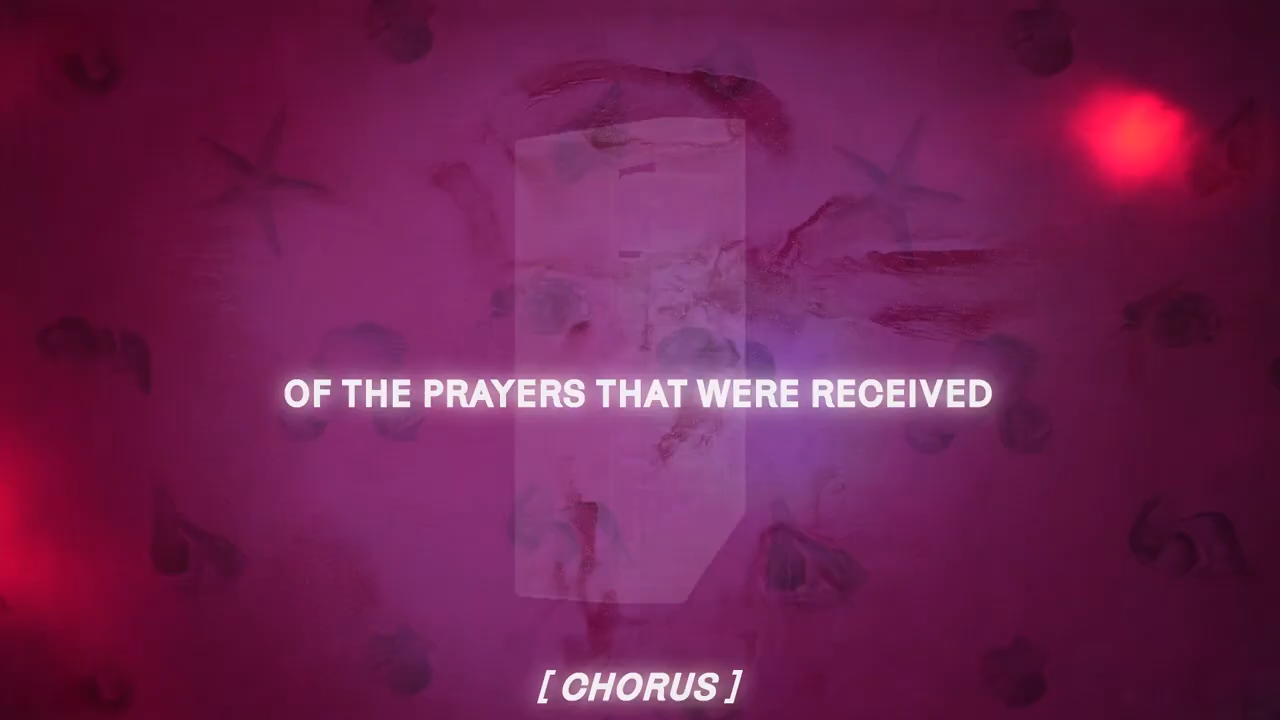 OF THE PRAYERS THAT WERE RECEIVED
[ CHORUS ]